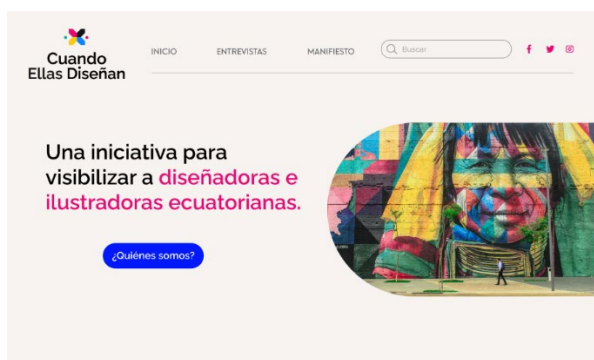 Cuando
Ellas Diseñan
INICIO
ENTREVISTAS
MANIFIESTO
Buscar
Una iniciativa para
visibilizar a diseñadoras e
ilustradoras ecuatorianas.
¿Quiénes somos?